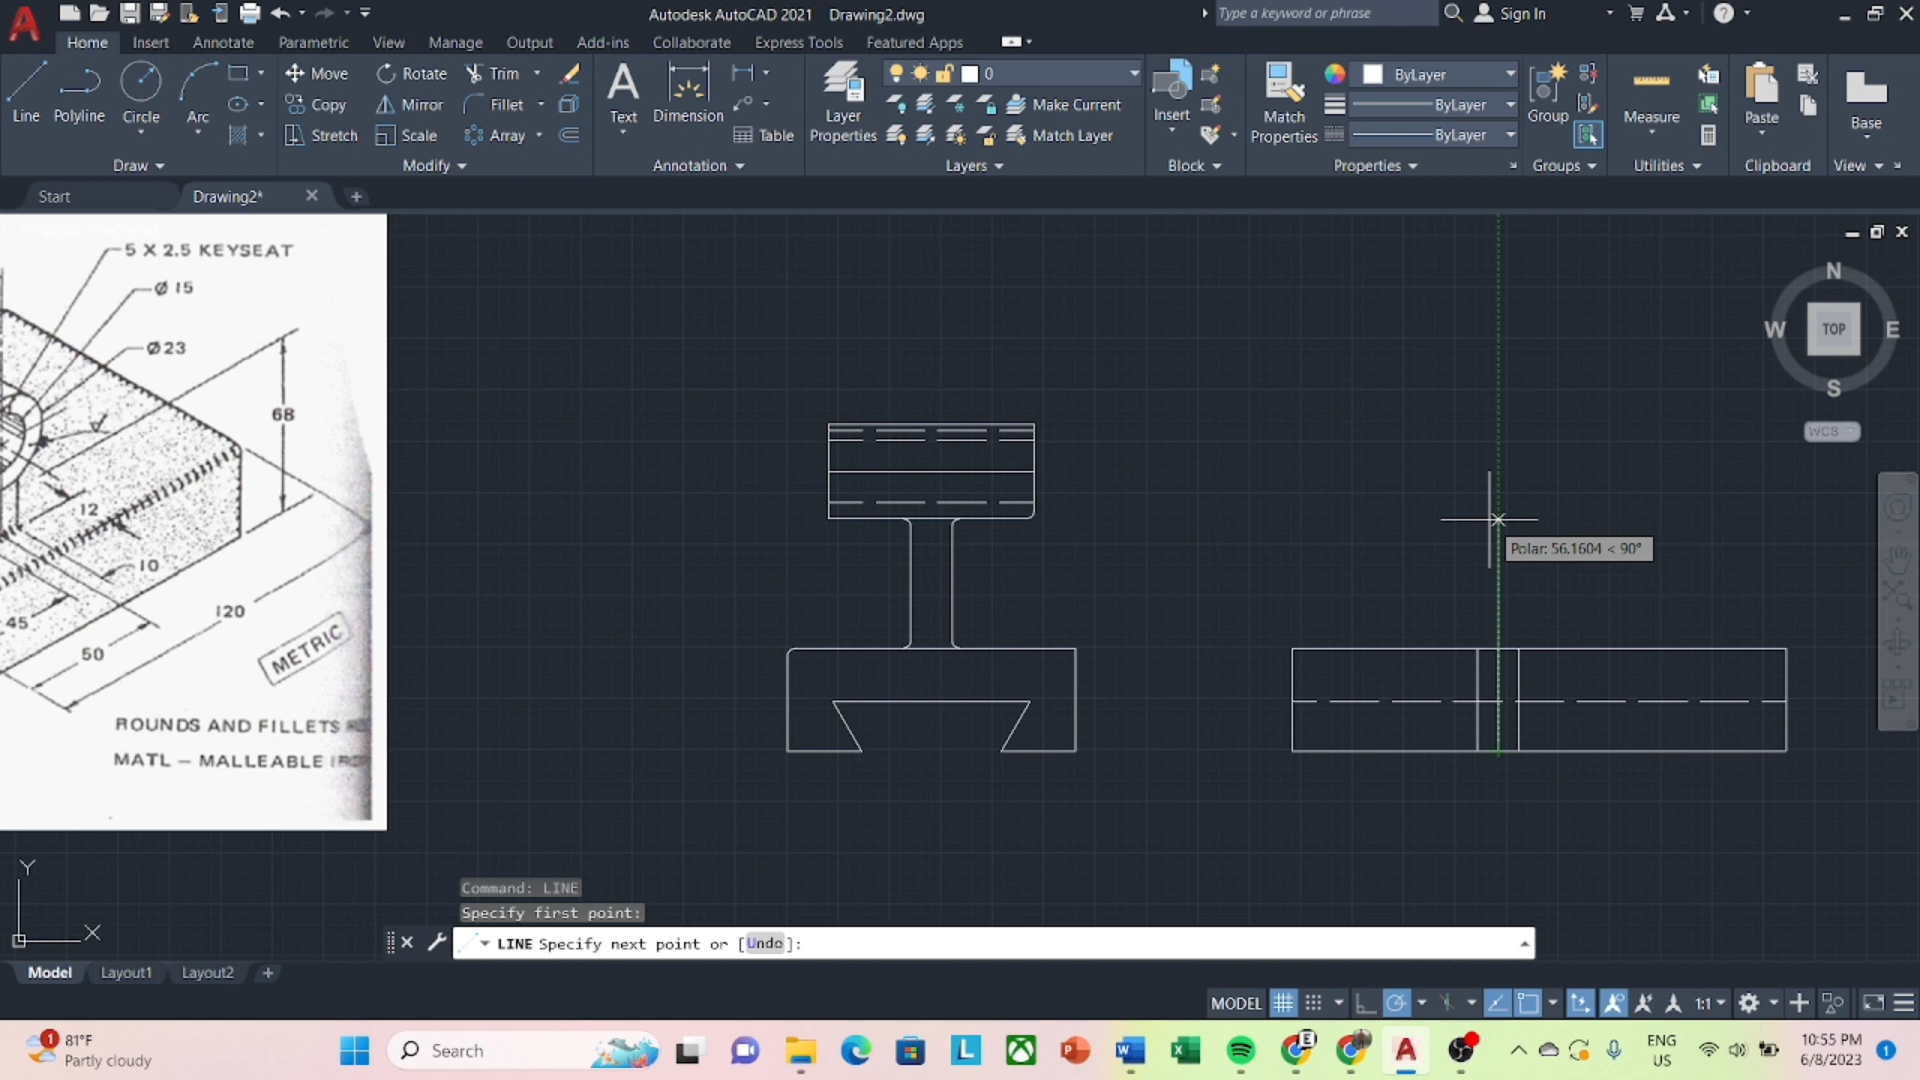 Autodesk AutoCAD 2021 Drawing2.dwg
Type a keyword or phrase
Sign In
Home Insert Annotate Parametric View Manage Output Add-ins Collaborate Express Tools Featured Apps
Line Polyline Circle Arc
Move Rotate Trim
Copy Mirror Fillet
Stretch Scale Array
Text Dimension Table
Layer Properties
0
Make Current
Match Layer
Insert
Match Properties
ByLayer
ByLayer
ByLayer
Group
Measure
Paste
Base
Draw Modify Annotation Layers Block Properties Groups Utilities Clipboard View
Start Drawing2*
5 X 2.5 KEYSEAT
Ø 15
Ø23
68
12
10
45
50
120
METRIC
ROUNDS AND FILLETS
MATL – MALLEABLE
N
W TOP E
S
WCS
Polar: 56.1604 < 90°
Y
X
Command: LINE
Specify first point:
LINE Specify next point or [Undo]:
Model Layout1 Layout2
MODEL 1:1
1
81°F
Partly cloudy
Search
L
E
ENG
US
10:55 PM
6/8/2023
1